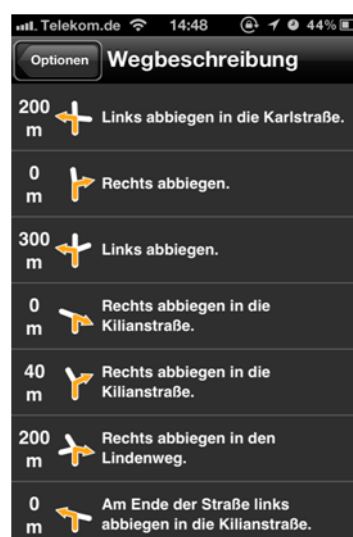 Telekom.de 14:48 44%
Optionen Wegbeschreibung
200 m Links abbiegen in die Karlstraße.
0 m Rechts abbiegen.
300 m Links abbiegen.
0 m Rechts abbiegen in die
Kilianstraße.
40 m Rechts abbiegen in die
Kilianstraße.
200 m Rechts abbiegen in den
Lindenweg.
0 m Am Ende der Straße links
abbiegen in die Kilianstraße.